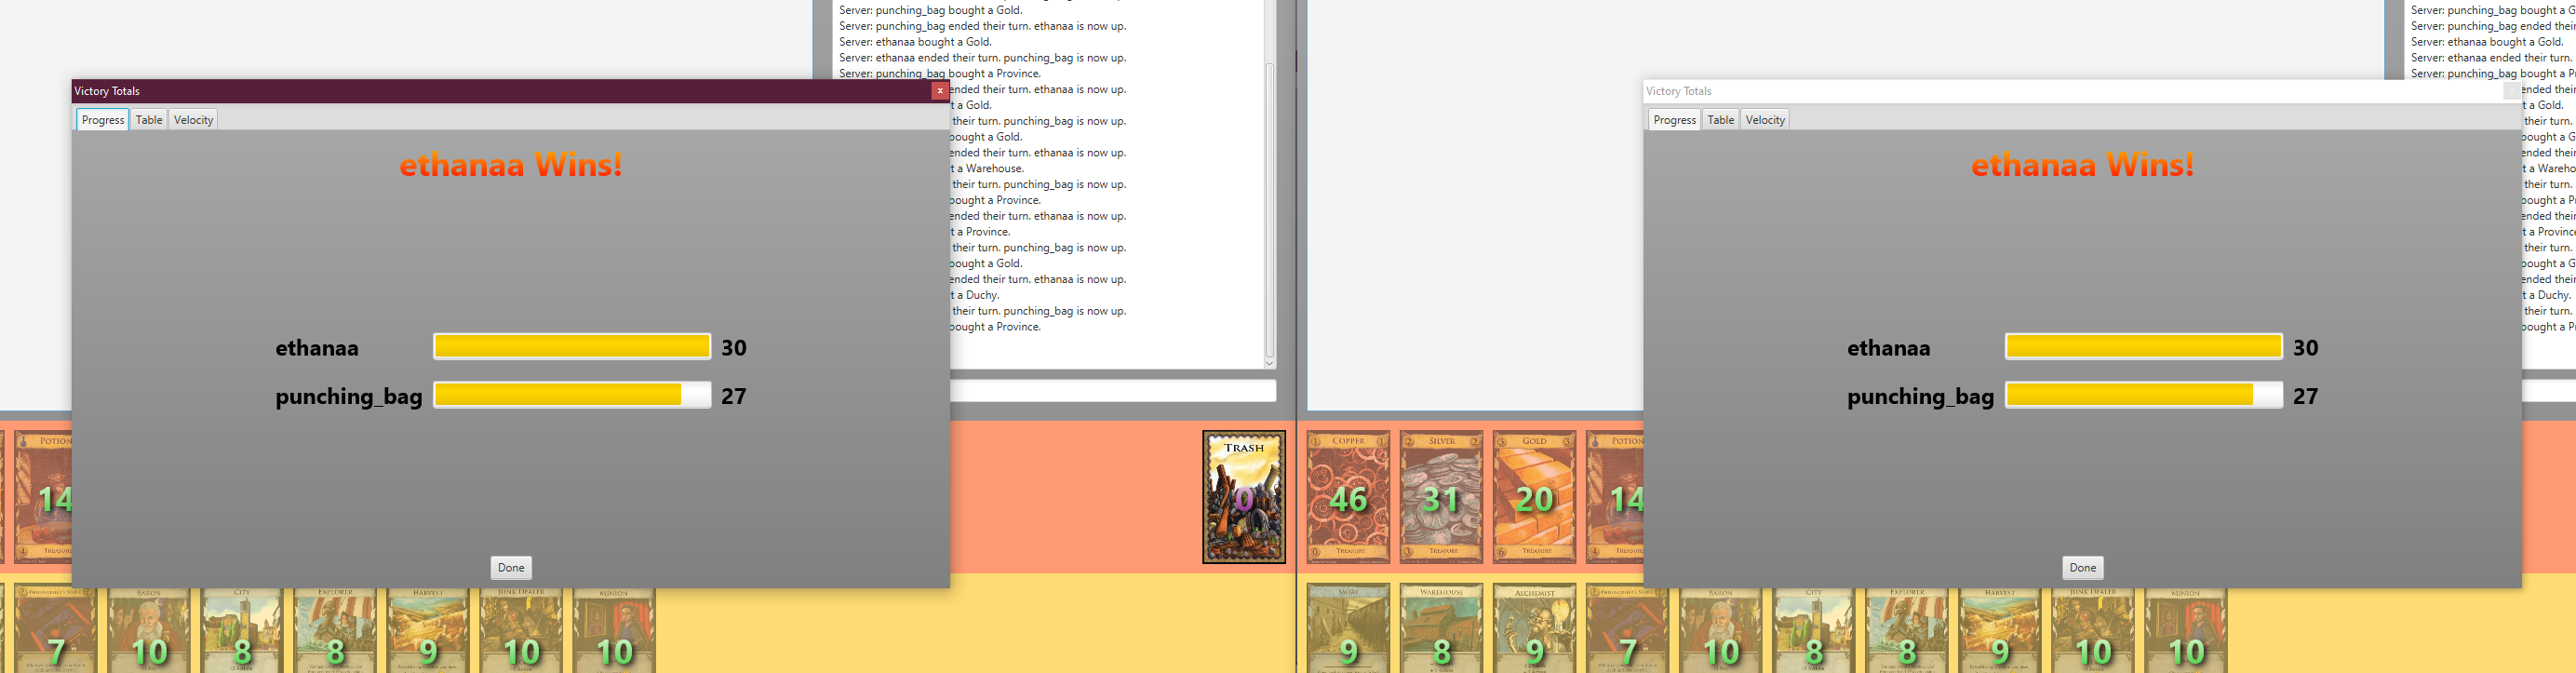 Server: punching_bag bought a Gold.
Server: punching_bag ended their turn. ethanaa is now up.
Server: ethanaa bought a Gold.
Server: ethanaa ended their turn. punching_bag is now up.
Server: punching_bag bought a Province.
ended their turn. ethanaa is now up.
t a Gold.
their turn. punching_bag is now up.
bought a Gold.
ended their turn. ethanaa is now up.
t a Warehouse.
their turn. punching_bag is now up.
bought a Province.
ended their turn. ethanaa is now up.
t a Province.
their turn. punching_bag is now up.
bought a Gold.
ended their turn. ethanaa is now up.
t a Duchy.
their turn. punching_bag is now up.
bought a Province.
Victory Totals
x
Progress Table Velocity
ethanaa Wins!
ethanaa 30
punching_bag 27
Done
POTION
14
4 TREASURE
TRASH
0
PHILOSOPHER'S STONE BARON CITY EXPLORER HARVEST JUNK DEALER MINION
7 10 8 8 9 10 10
Server: punching_bag bought a G
Server: punching_bag ended their
Server: ethanaa bought a Gold.
Server: ethanaa ended their turn.
Server: punching_bag bought a P
ended their
t a Gold.
their turn.
bought a G
ended their
t a Wareho
their turn.
bought a P
ended their
t a Province
their turn.
bought a G
ended their
t a Duchy.
their turn.
bought a P
Victory Totals
Progress Table Velocity
ethanaa Wins!
ethanaa 30
punching_bag 27
Done
1 COPPER 1 2 SILVER 2 3 GOLD 3 POTION
46 31 20 14
0 TREASURE 3 TREASURE 6 TREASURE 4 TREASURE
MOAT WAREHOUSE ALCHEMIST PHILOSOPHER'S STONE BARON CITY EXPLORER HARVEST JUNK DEALER MINION
9 8 9 7 10 8 8 9 10 10